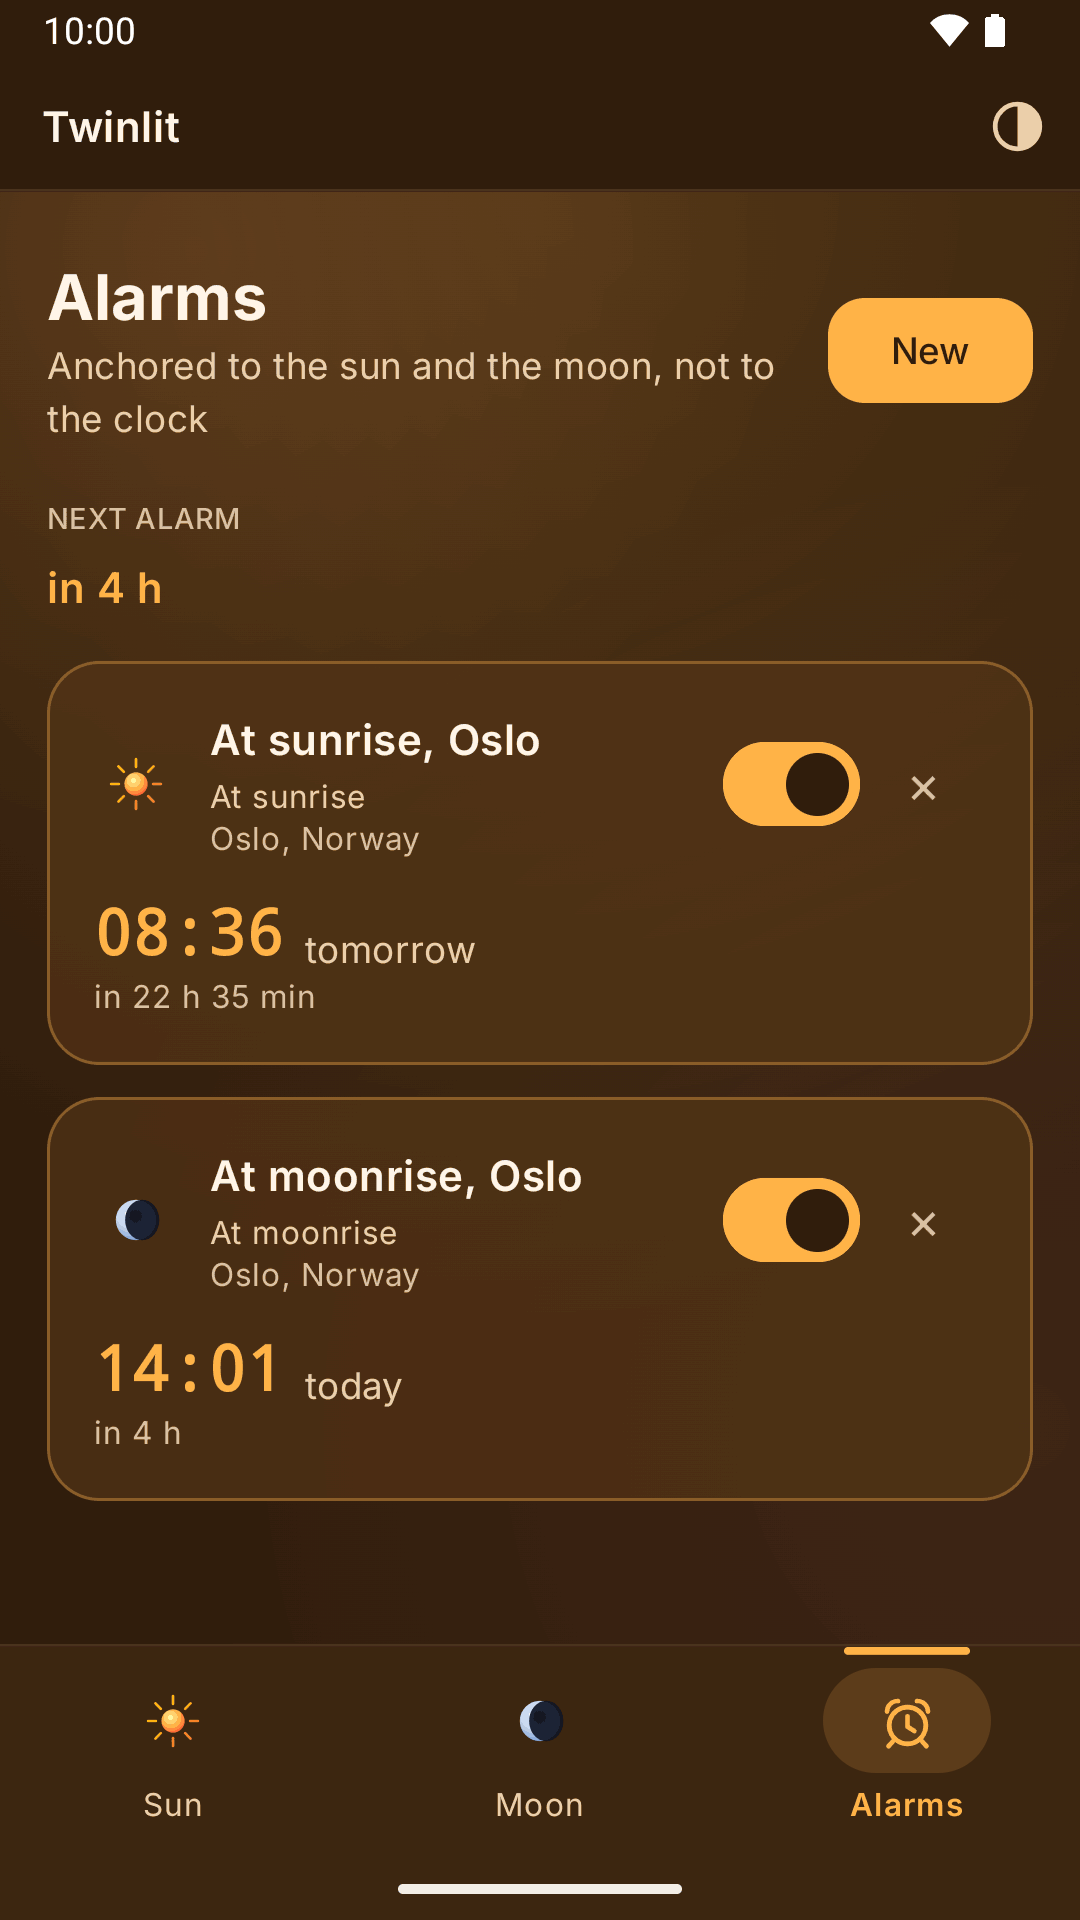 10:00
Twinlit
Alarms
Anchored to the sun and the moon, not to
the clock
New
NEXT ALARM
in 4 h
At sunrise, Oslo
At sunrise
Oslo, Norway
08:36 tomorrow
in 22 h 35 min
At moonrise, Oslo
At moonrise
Oslo, Norway
14:01 today
in 4 h
Sun
Moon
Alarms